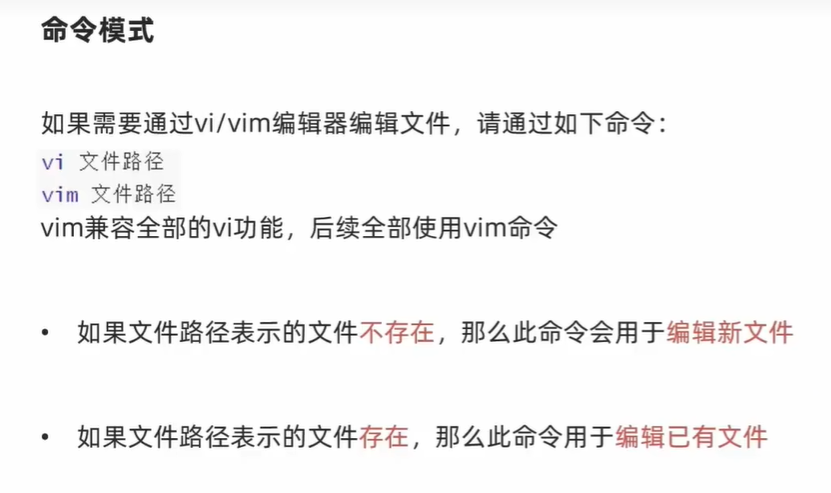 命令模式
如果需要通过vi/vim编辑器编辑文件，请通过如下命令：
vi 文件路径
vim 文件路径
vim兼容全部的vi功能，后续全部使用vim命令
• 如果文件路径表示的文件不存在，那么此命令会用于编辑新文件
• 如果文件路径表示的文件存在，那么此命令用于编辑已有文件